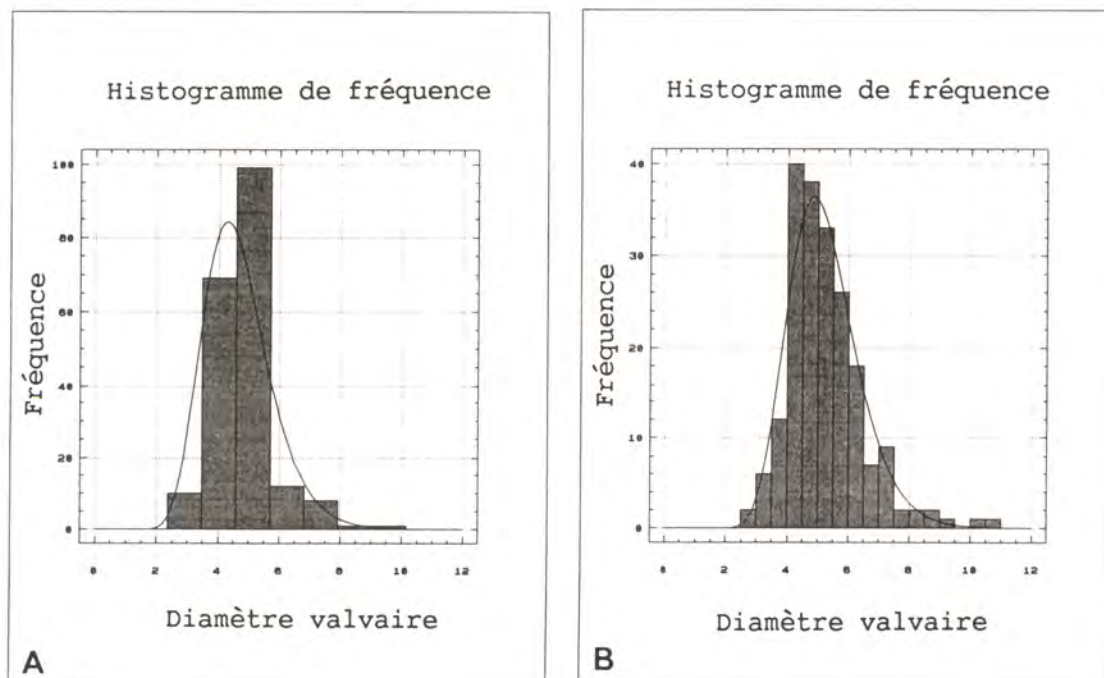 Histogramme de fréquence
Fréquence
100
80
60
40
20
0
0 2 4 6 8 10 12
Diamètre valvaire
A
Histogramme de fréquence
Fréquence
40
30
20
10
0
0 2 4 6 8 10 12
Diamètre valvaire
B